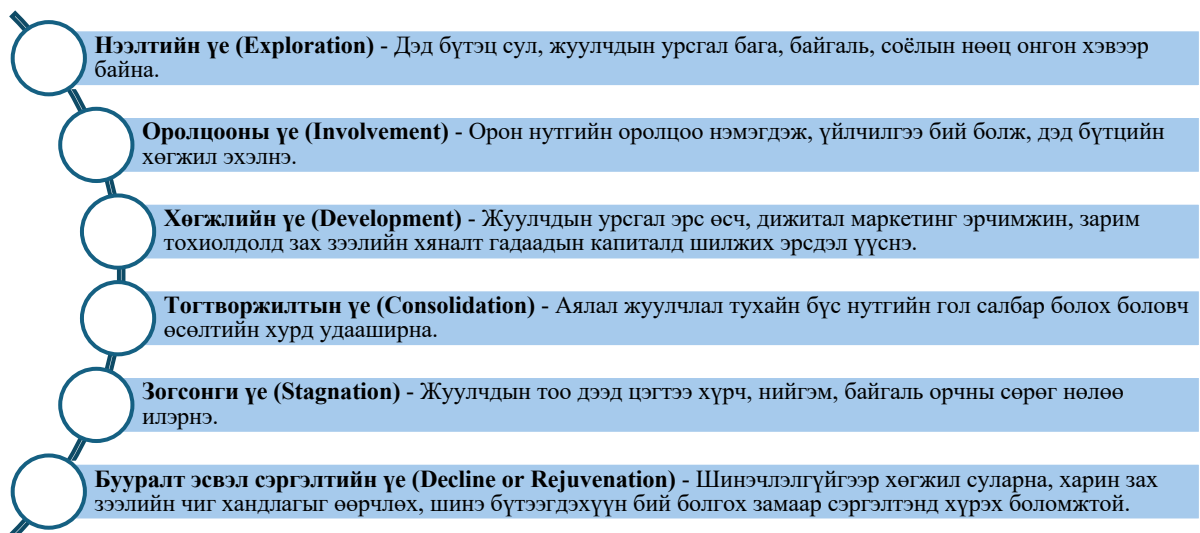 Нээлтийн үе (Exploration) - Дэд бүтэц сул, жуулчдын урсгал бага, байгаль, соёлын нөөц онгон хэвээр
байна.
Оролцооны үе (Involvement) - Орон нутгийн оролцоо нэмэгдэж, үйлчилгээ бий болж, дэд бүтцийн
хөгжил эхэлнэ.
Хөгжлийн үе (Development) - Жуулчдын урсгал эрс өсч, дижитал маркетинг эрчимжин, зарим
тохиолдолд зах зээлийн хяналт гадаадын капиталд шилжих эрсдэл үүснэ.
Тогтворжилтын үе (Consolidation) - Аялал жуулчлал тухайн бүс нутгийн гол салбар болох боловч
өсөлтийн хурд удааширна.
Зогсонги үе (Stagnation) - Жуулчдын тоо дээд цэгтээ хүрч, нийгэм, байгаль орчны сөрөг нөлөө
илэрнэ.
Бууралт эсвэл сэргэлтийн үе (Decline or Rejuvenation) - Шинэчлэлгүйгээр хөгжил суларна, харин зах
зээлийн чиг хандлагыг өөрчлөх, шинэ бүтээгдэхүүн бий болгох замаар сэргэлтэнд хүрэх боломжтой.